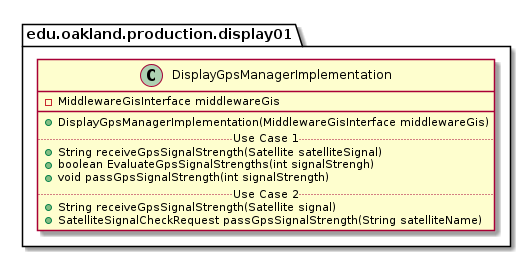 edu.oakland.production.display01
C DisplayGpsManagerImplementation
MiddlewareGisInterface middlewareGis
DisplayGpsManagerImplementation(MiddlewareGisInterface middlewareGis)
Use Case 1
String receiveGpsSignalStrength(Satellite satelliteSignal)
boolean EvaluateGpsSignalStrengths(int signalStrengh)
void passGpsSignalStrength(int signalStrength)
Use Case 2
String receiveGpsSignalStrength(Satellite signal)
SatelliteSignalCheckRequest passGpsSignalStrength(String satelliteName)